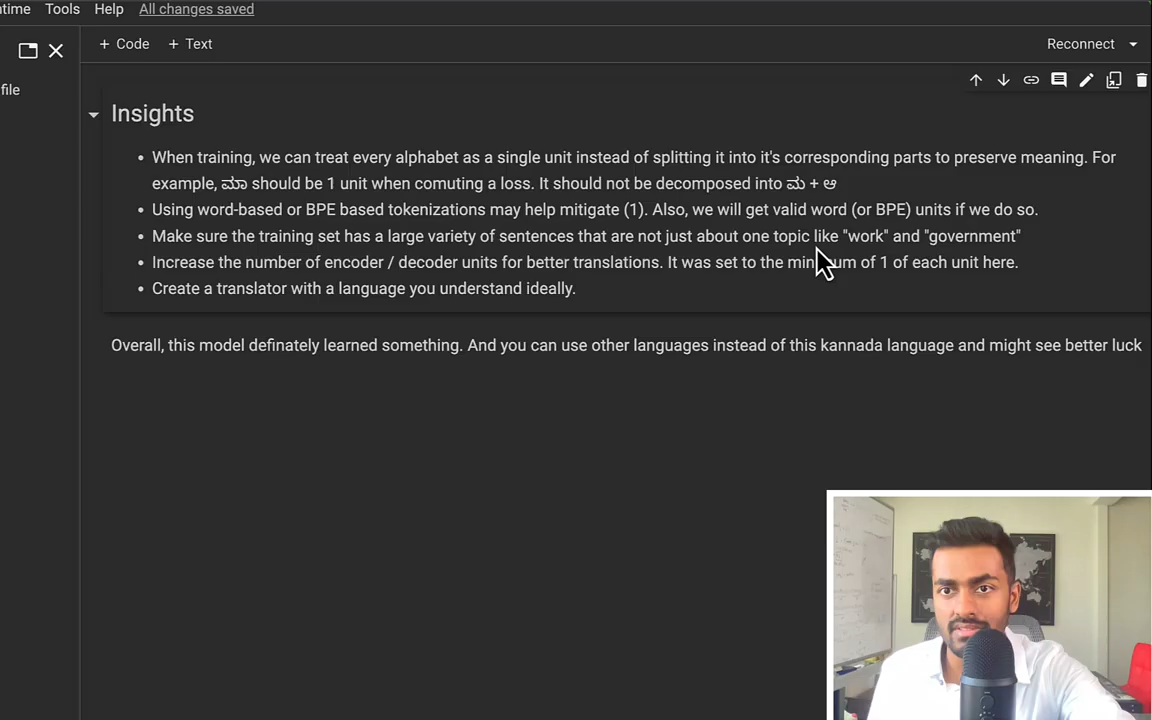 ntime Tools Help All changes saved
+ Code + Text Reconnect
file
Insights
• When training, we can treat every alphabet as a single unit instead of splitting it into it's corresponding parts to preserve meaning. For
example, ಮಾ should be 1 unit when comuting a loss. It should not be decomposed into ಮ + ಆ
• Using word-based or BPE based tokenizations may help mitigate (1). Also, we will get valid word (or BPE) units if we do so.
• Make sure the training set has a large variety of sentences that are not just about one topic like "work" and "government"
• Increase the number of encoder / decoder units for better translations. It was set to the minimum of 1 of each unit here.
• Create a translator with a language you understand ideally.
Overall, this model definately learned something. And you can use other languages instead of this kannada language and might see better luck